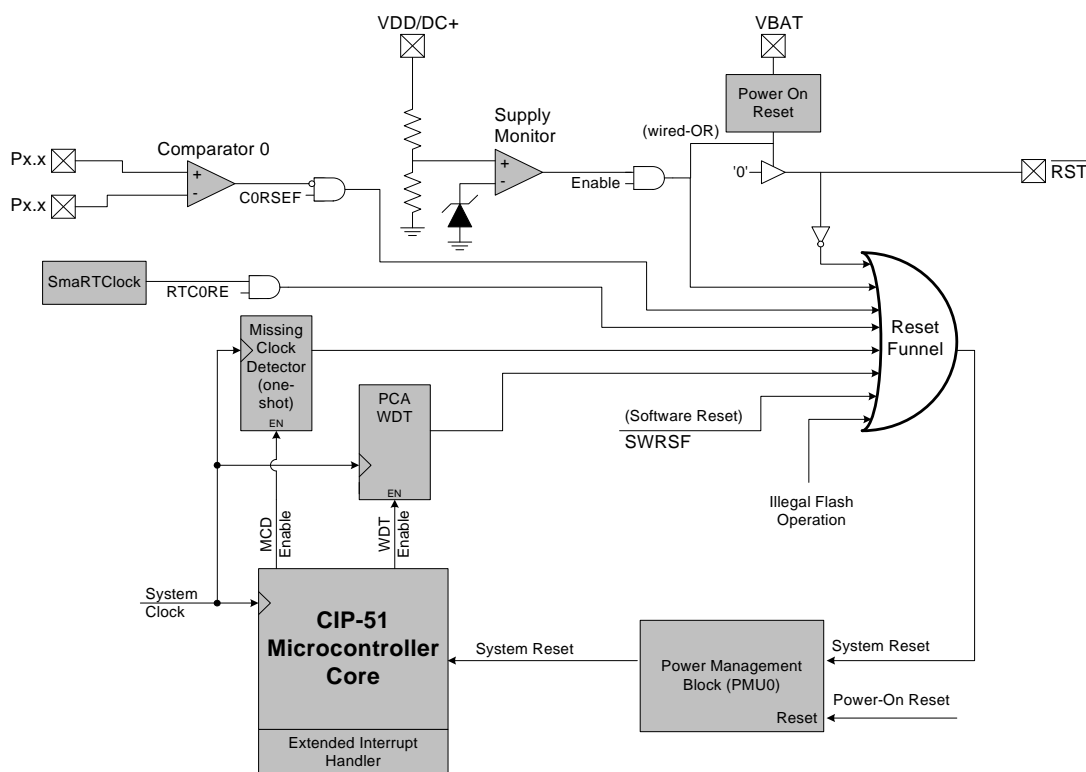 VDD/DC+
VBAT
Power On
Reset
Supply
Monitor
(wired-OR)
Px.x
Comparator 0
+
-
Px.x
C0RSEF
+
-
Enable
'0'
RST
SmaRTClock
RTC0RE
Missing
Clock
Detector
(one-
shot)
EN
PCA
WDT
EN
Reset
Funnel
(Software Reset)
SWRSF
Illegal Flash
Operation
MCD
Enable
WDT
Enable
System
Clock
CIP-51
Microcontroller
Core
Extended Interrupt
Handler
System Reset
Power Management
Block (PMU0)
Reset
System Reset
Power-On Reset